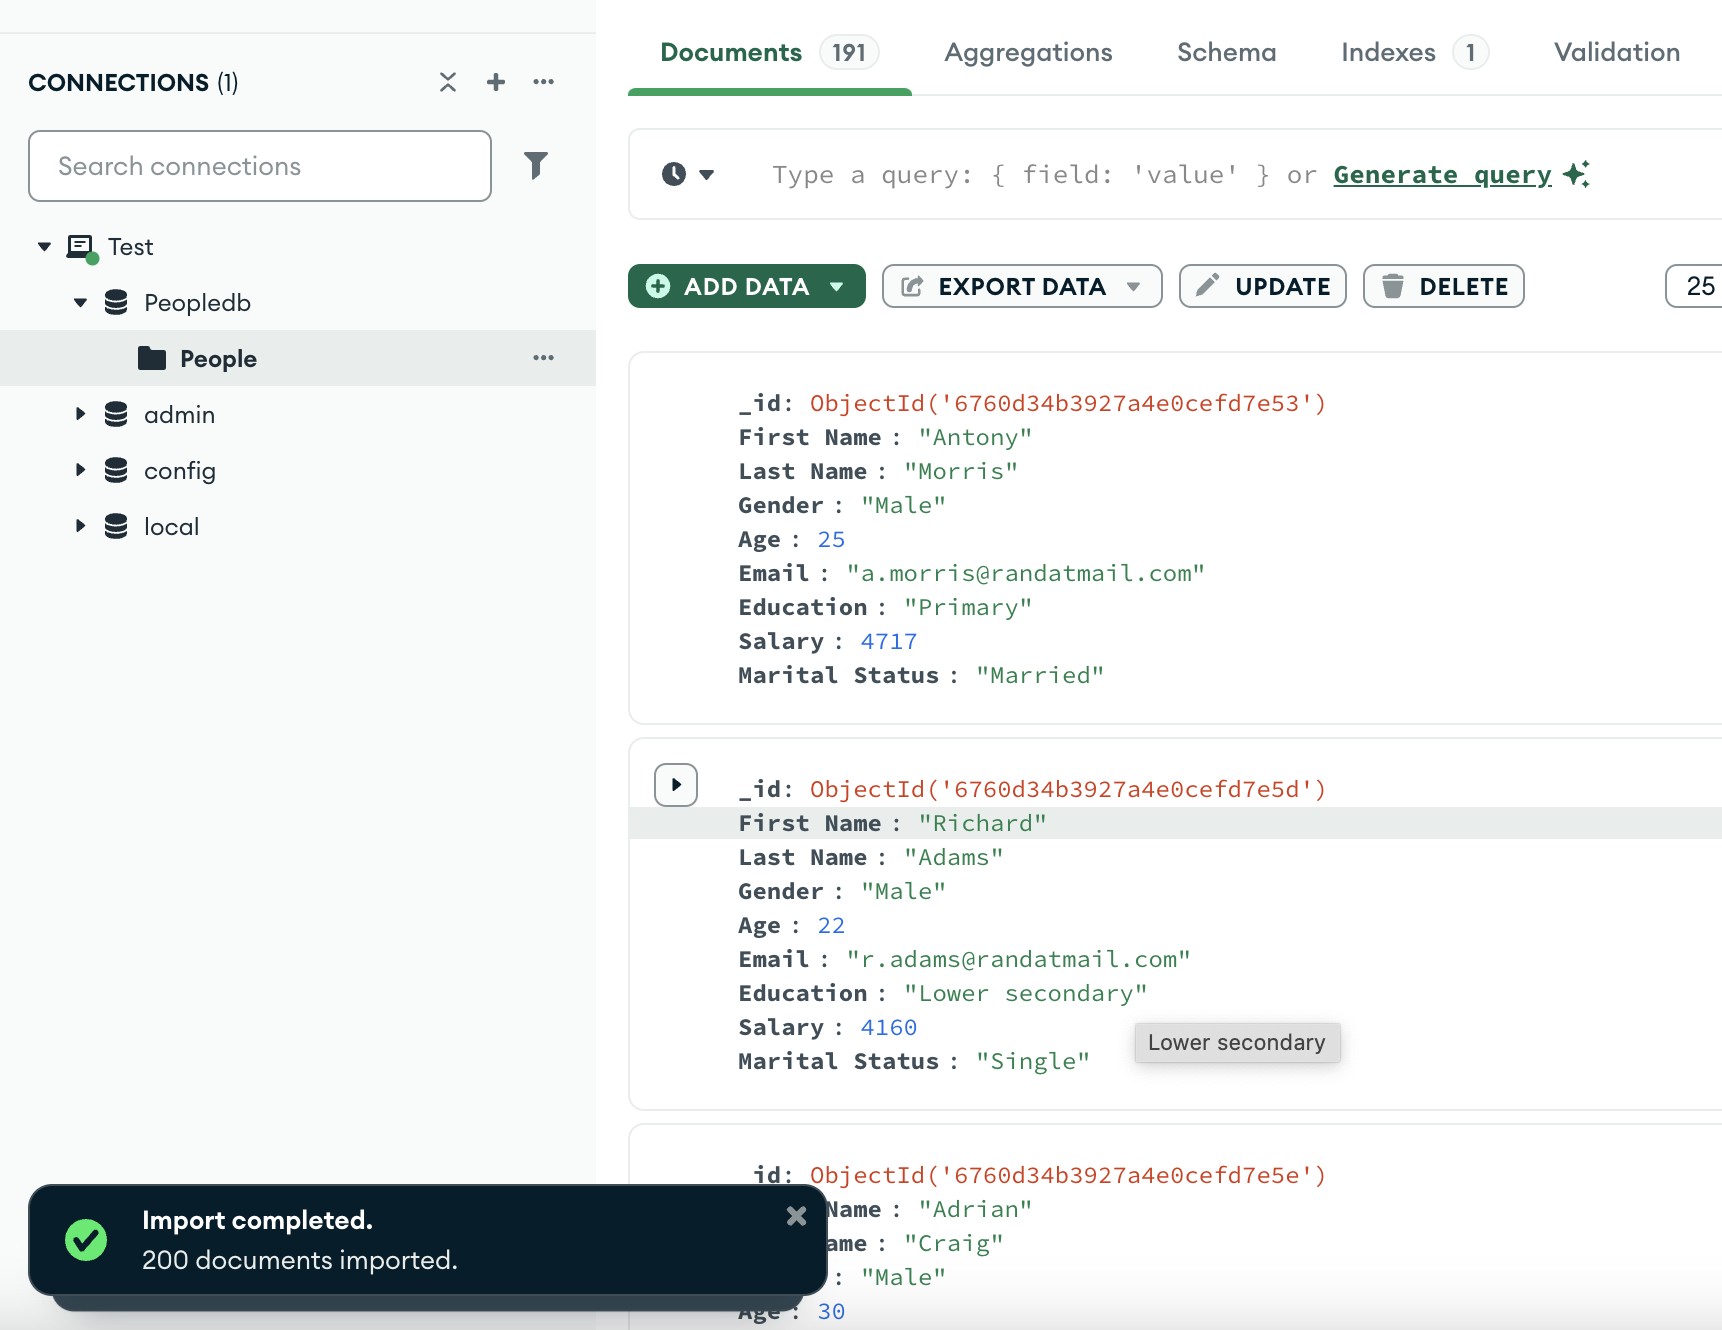 CONNECTIONS (1)
Search connections
Test
Peopledb
People
admin
config
local
Documents 191 Aggregations Schema Indexes 1 Validation
Type a query: { field: 'value' } or Generate query
ADD DATA EXPORT DATA UPDATE DELETE 25
_id: ObjectId('6760d34b3927a4e0cefd7e53')
First Name : "Antony"
Last Name : "Morris"
Gender : "Male"
Age : 25
Email : "a.morris@randatmail.com"
Education : "Primary"
Salary : 4717
Marital Status : "Married"
_id: ObjectId('6760d34b3927a4e0cefd7e5d')
First Name : "Richard"
Last Name : "Adams"
Gender : "Male"
Age : 22
Email : "r.adams@randatmail.com"
Education : "Lower secondary"
Salary : 4160
Lower secondary
Marital Status : "Single"
id: ObjectId('6760d34b3927a4e0cefd7e5e')
Name : "Adrian"
ame : "Craig"
: "Male"
Age : 30
Import completed.
200 documents imported.